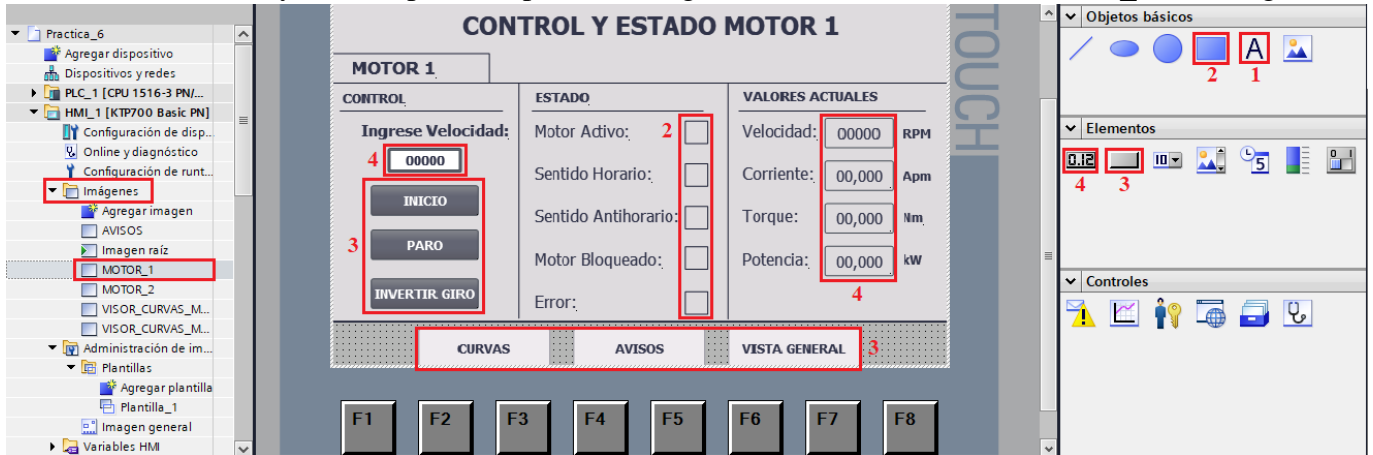 Practica_6
Agregar dispositivo
Dispositivos y redes
PLC_1 [CPU 1516-3 PN/...
HMI_1 [KTP700 Basic PN]
Configuración de disp...
Online y diagnóstico
Configuración de runt...
Imágenes
Agregar imagen
AVISOS
Imagen raíz
MOTOR_1
MOTOR_2
VISOR_CURVAS_M...
VISOR_CURVAS_M...
Administración de im...
Plantillas
Agregar plantilla
Plantilla_1
Imagen general
Variables HMI
CONTROL Y ESTADO MOTOR 1
TOUCH
MOTOR 1
CONTROL
Ingrese Velocidad:
4 00000
3
INICIO
PARO
INVERTIR GIRO
ESTADO
Motor Activo: 2
Sentido Horario:
Sentido Antihorario:
Motor Bloqueado:
Error:
VALORES ACTUALES
Velocidad: 00000 RPM
Corriente: 00,000 Apm
Torque: 00,000 Nm
Potencia: 00,000 kW
4
CURVAS AVISOS VISTA GENERAL 3
F1 F2 F3 F4 F5 F6 F7 F8
Objetos básicos
A
2 1
Elementos
0.12 10 5 0 1
4 3
Controles